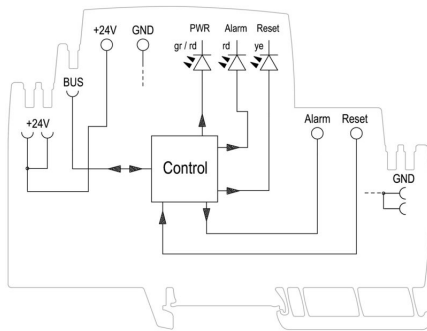 +24V GND PWR Alarm Reset
gr / rd rd ye
BUS
+24V
Alarm Reset
Control
GND